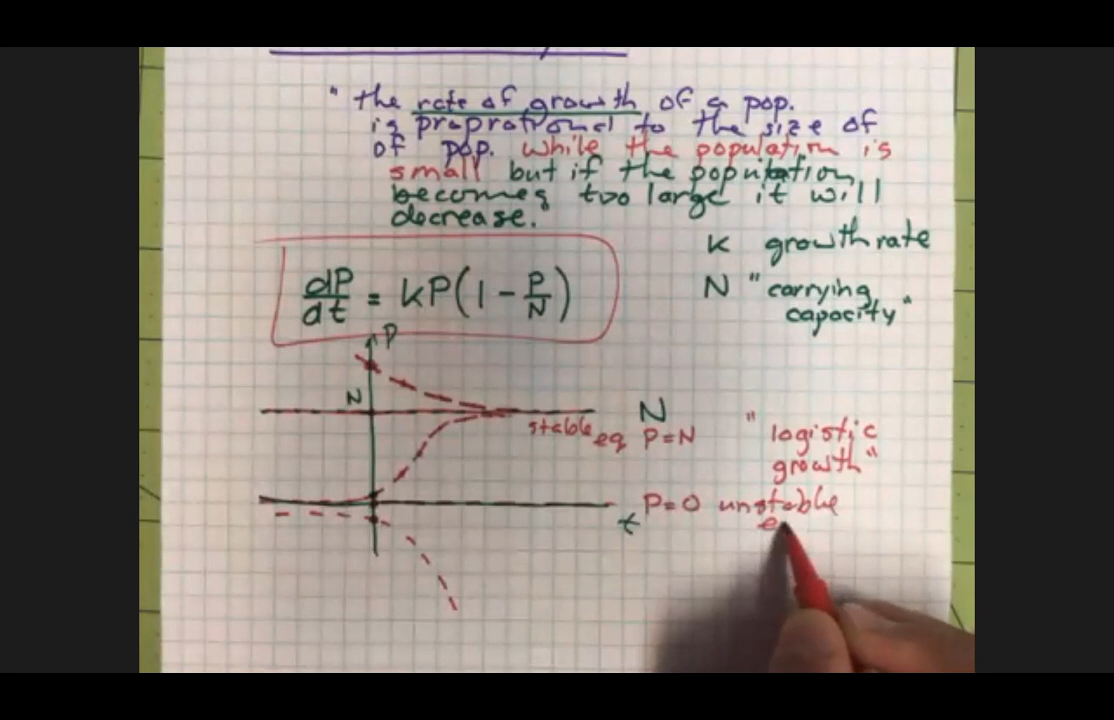 " the rate of growth of a pop.
is proprotional to the size of
of pop. while the population is
small but if the population
becomes too large it will
decrease."
k growth rate
N "carrying
capacity"
dP/dt = kP(1 - P/N)
P
N
N
stable eq P=N
"logistic
growth"
P=0 unstable
t
e